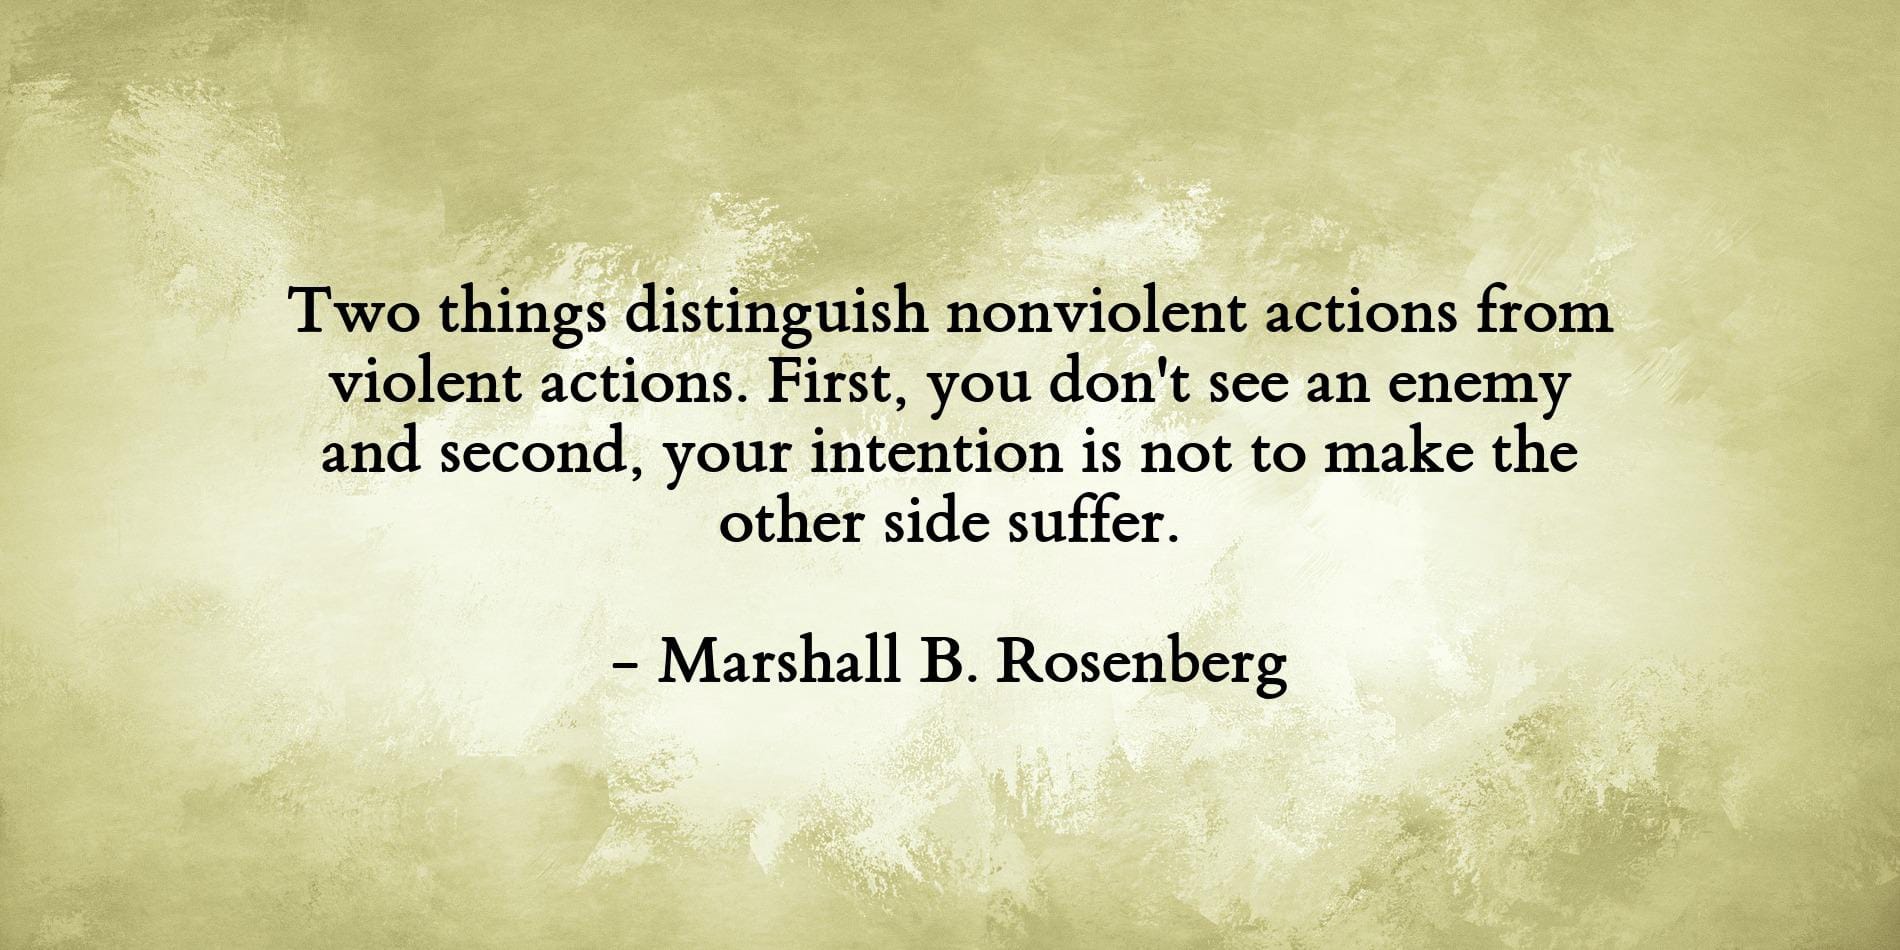 Two things distinguish nonviolent actions from
violent actions. First, you don't see an enemy
and second, your intention is not to make the
other side suffer.
– Marshall B. Rosenberg